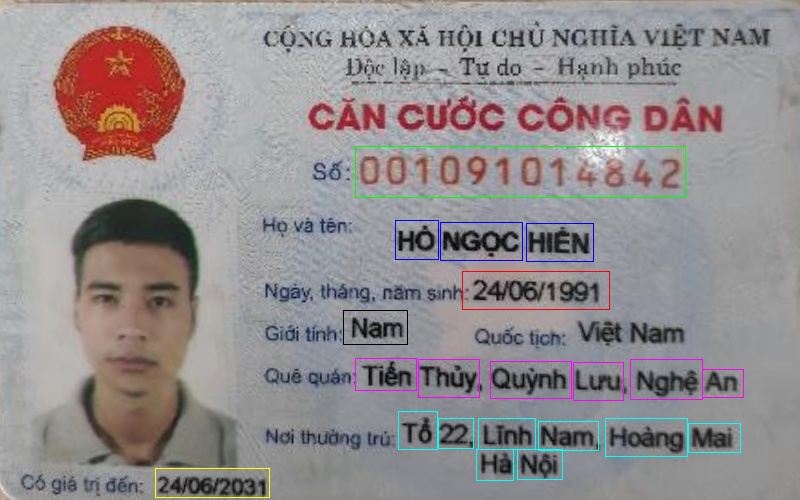 CỘNG HÒA XÃ HỘI CHỦ NGHĨA VIỆT NAM
Độc lập - Tự do - Hạnh phúc
CĂN CƯỚC CÔNG DÂN
Số: 001091014842
Họ và tên: HỒ NGỌC HIỀN
Ngày, tháng, năm sinh: 24/06/1991
Giới tính: Nam Quốc tịch: Việt Nam
Quê quán: Tiến Thủy, Quỳnh Lưu, Nghệ An
Nơi thường trú: Tổ 22, Lĩnh Nam, Hoàng Mai
Hà Nội
Có giá trị đến: 24/06/2031